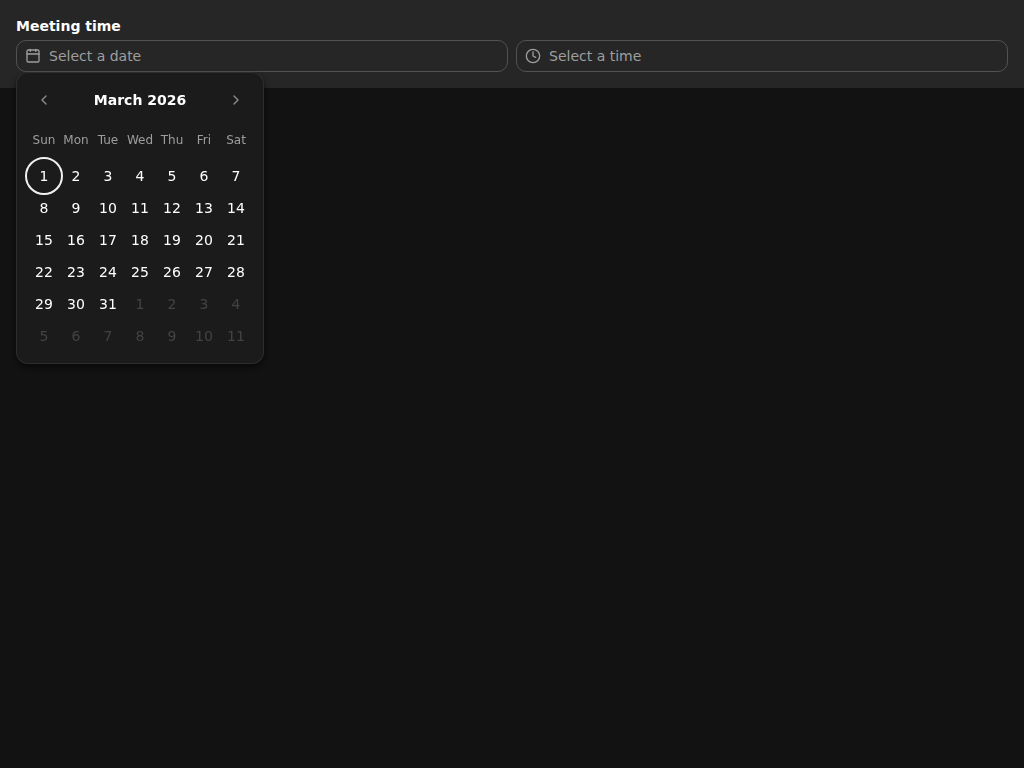 Meeting time
Select a date Select a time
March 2026
Sun Mon Tue Wed Thu Fri Sat
1 2 3 4 5 6 7
8 9 10 11 12 13 14
15 16 17 18 19 20 21
22 23 24 25 26 27 28
29 30 31 1 2 3 4
5 6 7 8 9 10 11